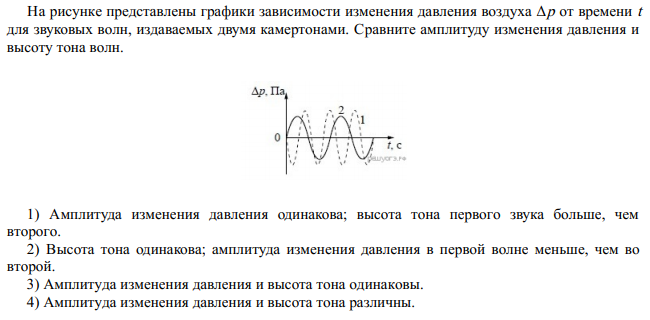 На рисунке представлены графики зависимости изменения давления воздуха Δp от времени t
для звуковых волн, издаваемых двумя камертонами. Сравните амплитуду изменения давления и
высоту тона волн.
Δp, Па
2
1
0
t, с
1) Амплитуда изменения давления одинакова; высота тона первого звука больше, чем
второго.
2) Высота тона одинакова; амплитуда изменения давления в первой волне меньше, чем во
второй.
3) Амплитуда изменения давления и высота тона одинаковы.
4) Амплитуда изменения давления и высота тона различны.